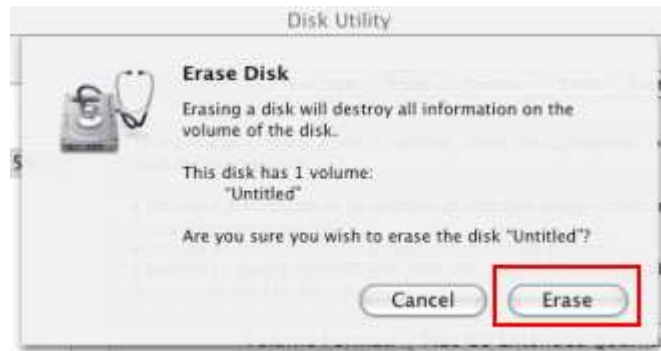 Disk Utility
Erase Disk
Erasing a disk will destroy all information on the
volume of the disk.
This disk has 1 volume:
"Untitled"
Are you sure you wish to erase the disk "Untitled"?
Cancel
Erase